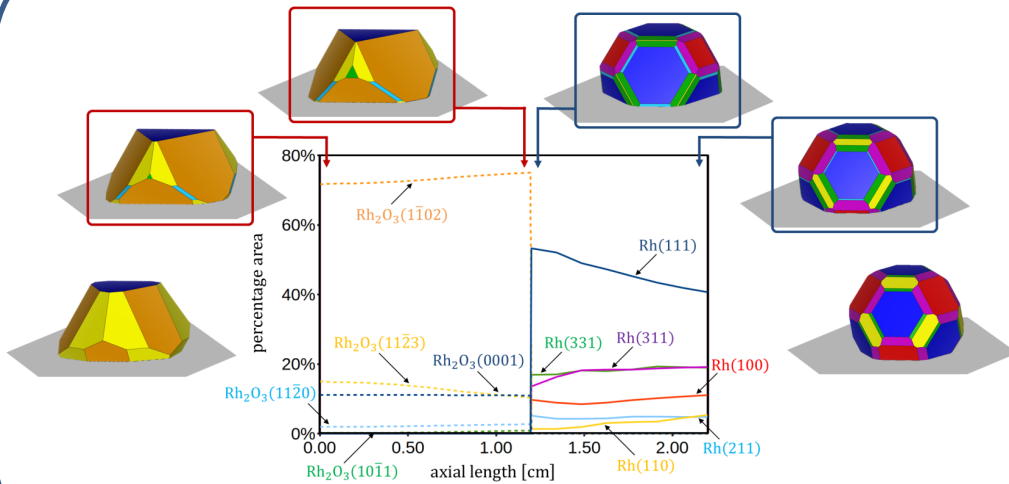 80%
60%
40%
20%
0%
percentage area
Rh₂O₃(11̅02)
Rh₂O₃(112̅3)
Rh₂O₃(0001)
Rh₂O₃(112̅0)
Rh₂O₃(101̅1)
Rh(111)
Rh(331)
Rh(311)
Rh(100)
Rh(110)
Rh(211)
0.00
0.50
1.00
1.50
2.00
axial length [cm]